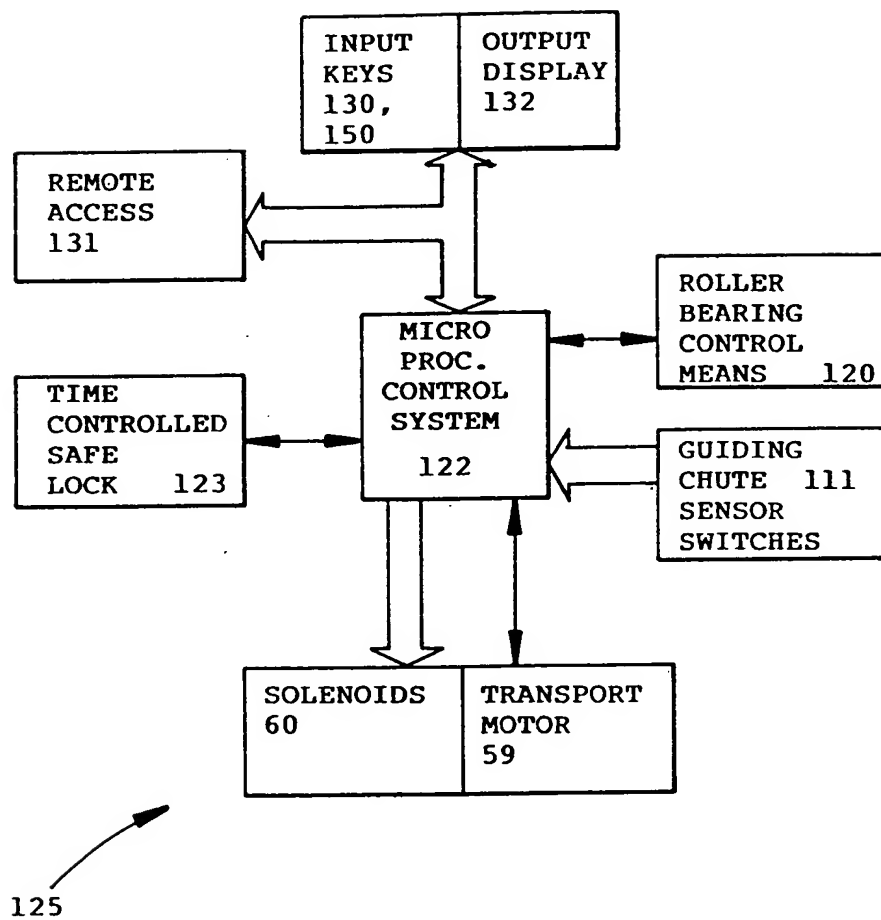 INPUT
KEYS
130,
150
OUTPUT
DISPLAY
132
REMOTE
ACCESS
131
ROLLER
BEARING
CONTROL
MEANS 120
MICRO
PROC.
CONTROL
SYSTEM
122
TIME
CONTROLLED
SAFE
LOCK 123
GUIDING
CHUTE 111
SENSOR
SWITCHES
SOLENOIDS
60
TRANSPORT
MOTOR
59
125